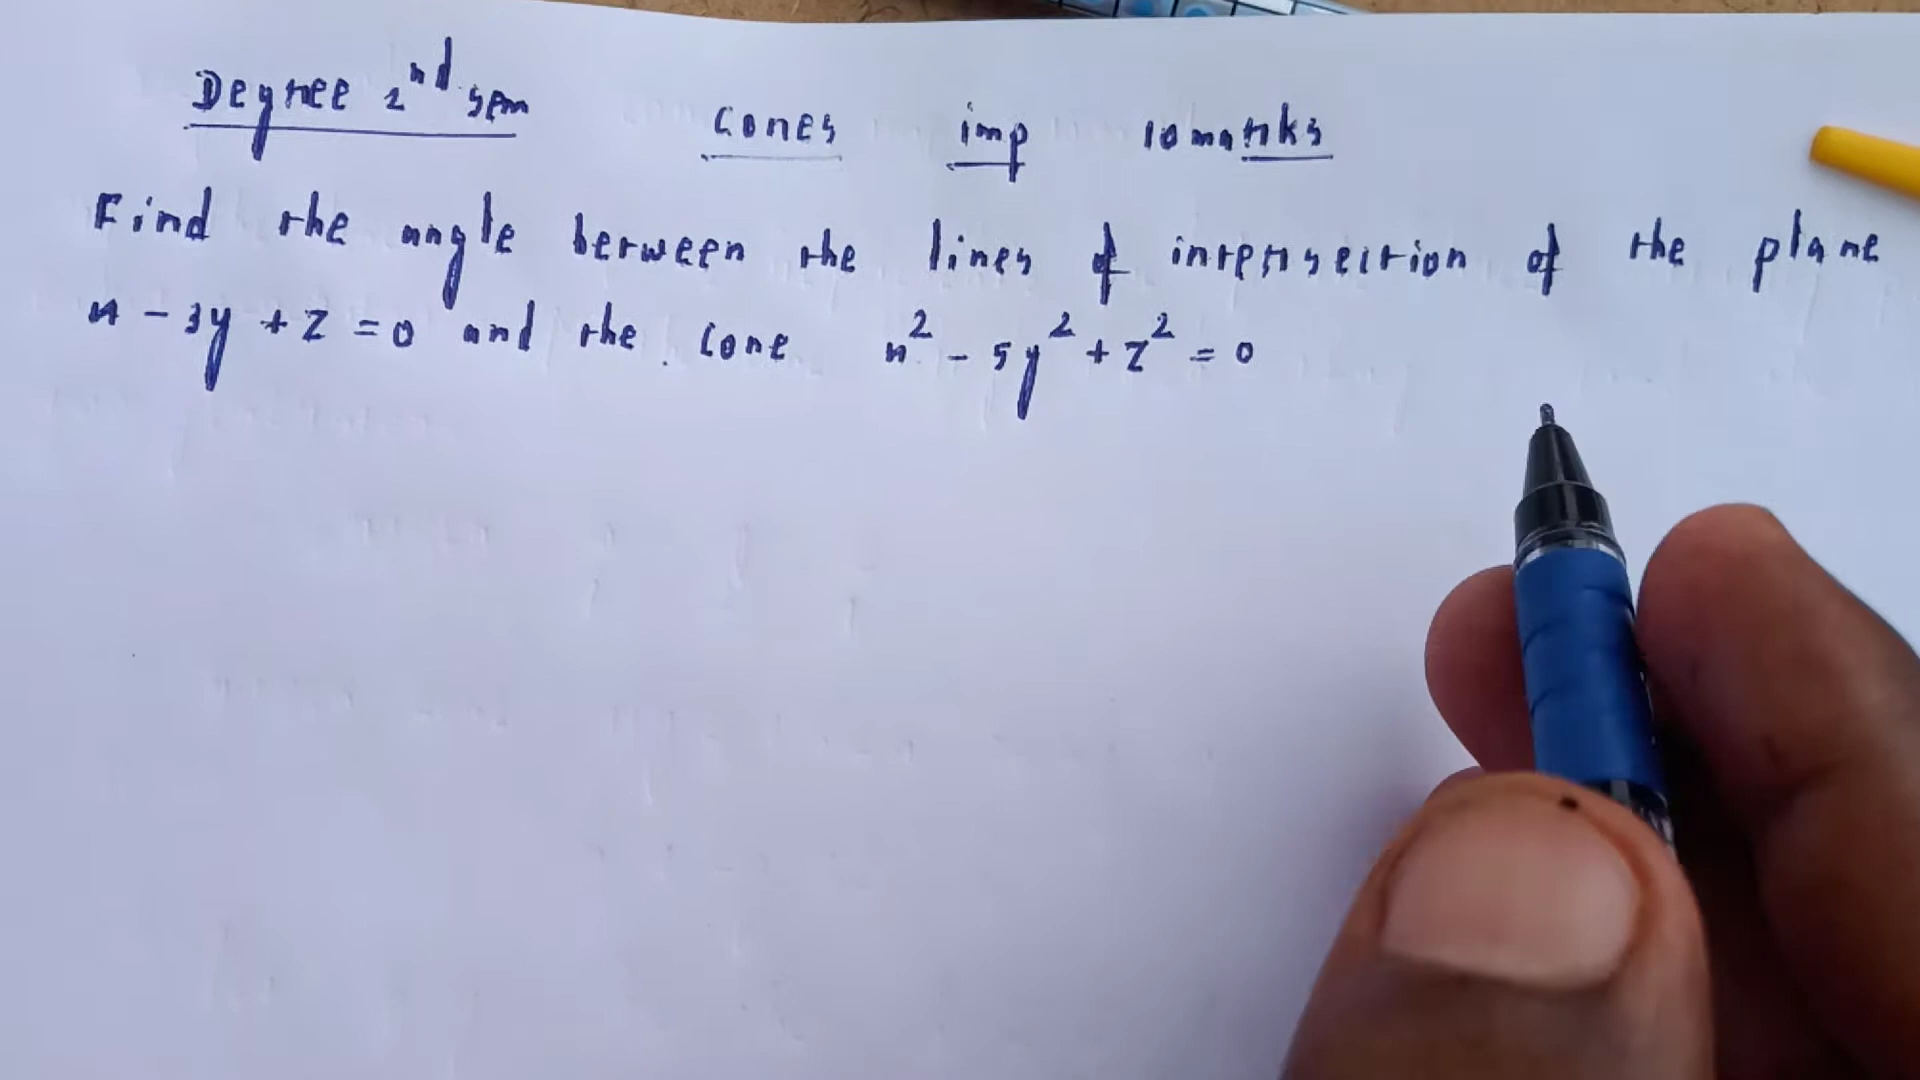 Degree 2nd sem cones imp 10 marks
Find the angle between the lines of intersection of the plane
x - 3y + z = 0 and the cone x² - 5y² + z² = 0